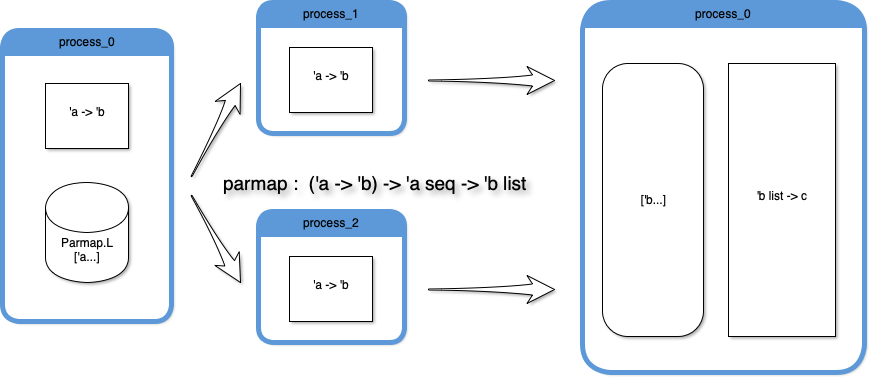 process_0
'a -> 'b
Parmap.L
['a...]
process_1
'a -> 'b
parmap : ('a -> 'b) -> 'a seq -> 'b list
process_2
'a -> 'b
process_0
['b...]
'b list -> c